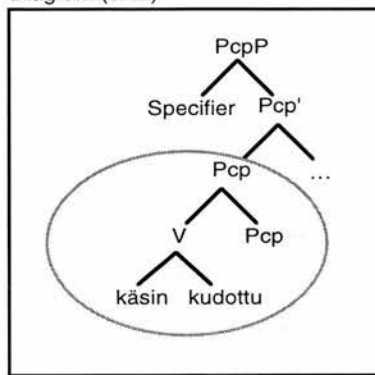 PcpP
Specifier Pcp'
Pcp ...
V Pcp
käsin kudottu